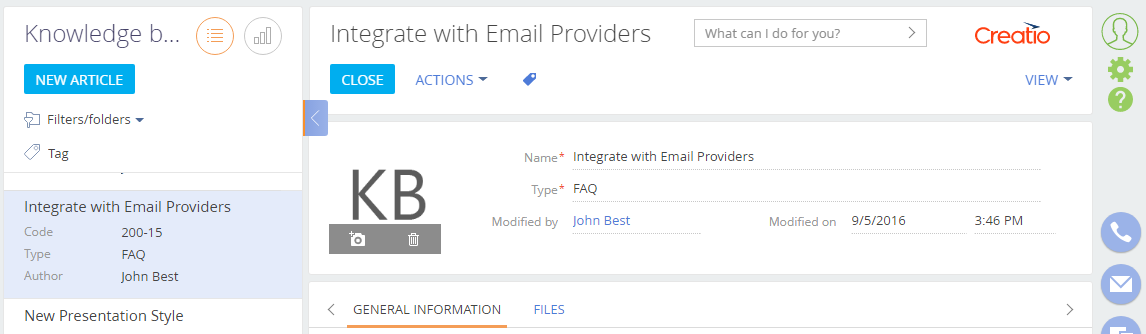 Knowledge b...
NEW ARTICLE
Filters/folders
Tag
Integrate with Email Providers
Code 200-15
Type FAQ
Author John Best
New Presentation Style
Integrate with Email Providers
What can I do for you?
Creatio
CLOSE
ACTIONS
VIEW
KB
Name* Integrate with Email Providers
Type* FAQ
Modified by John Best Modified on 9/5/2016 3:46 PM
GENERAL INFORMATION FILES
?